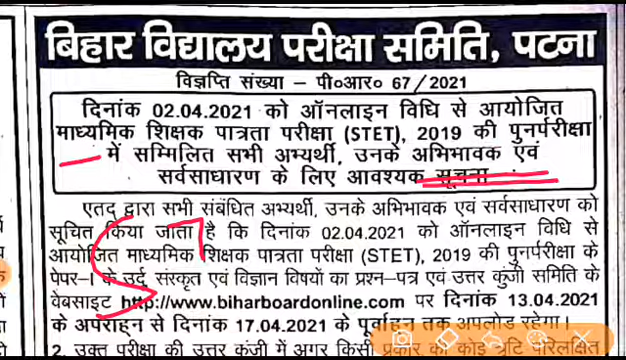 बिहार विद्यालय परीक्षा समिति, पटना
विज्ञप्ति संख्या – पी०आर० 67/2021
दिनांक 02.04.2021 को ऑनलाइन विधि से आयोजित
माध्यमिक शिक्षक पात्रता परीक्षा (STET), 2019 की पुनर्परीक्षा
में सम्मिलित सभी अभ्यर्थी, उनके अभिभावक एवं
सर्वसाधारण के लिए आवश्यक सूचना
एतद् द्वारा सभी संबंधित अभ्यर्थी, उनके अभिभावक एवं सर्वसाधारण को
सूचित किया जाता है कि दिनांक 02.04.2021 को ऑनलाइन विधि से
आयोजित माध्यमिक शिक्षक पात्रता परीक्षा (STET), 2019 की पुनर्परीक्षा के
पेपर–I के उर्दू, संस्कृत एवं विज्ञान विषयों का प्रश्न-पत्र एवं उत्तर कुंजी समिति के
वेबसाइट http://www.biharboardonline.com पर दिनांक 13.04.2021
के अपराह्न से दिनांक 17.04.2021 के पूर्वाह्न तक अपलोड रहेगा।
2. उक्त परीक्षा की उत्तर कुंजी में अगर किसी प्रकार की कोई त्रुटि परिलक्षित